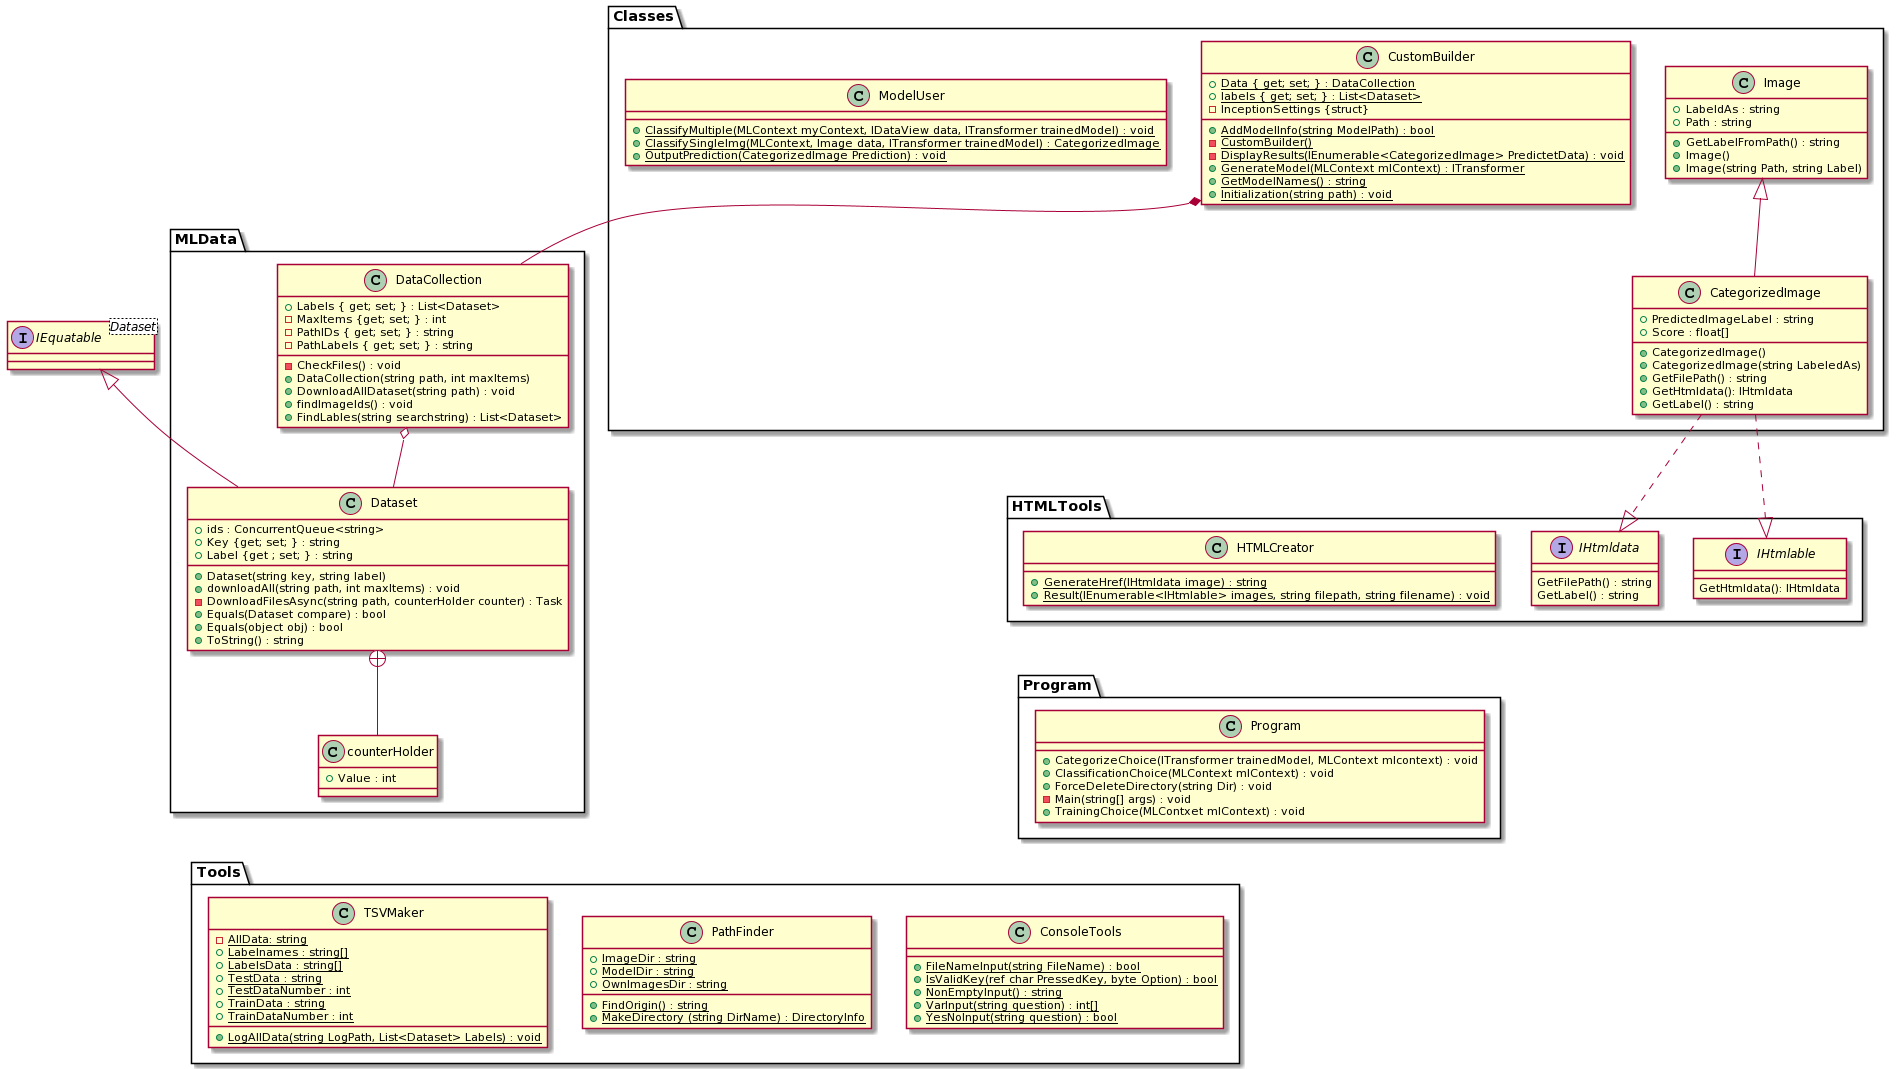 Classes
ModelUser
ClassifyMultiple(MLContext myContext, IDataView data, ITransformer trainedModel) : void
ClassifySingleImg(MLContext, Image data, ITransformer trainedModel) : CategorizedImage
OutputPrediction(CategorizedImage Prediction) : void
CustomBuilder
Data { get; set; } : DataCollection
labels { get; set; } : List<Dataset>
InceptionSettings {struct}
AddModelInfo(string ModelPath) : bool
CustomBuilder()
DisplayResults(IEnumerable<CategorizedImage> PredictetData) : void
GenerateModel(MLContext mlContext) : ITransformer
GetModelNames() : string
Initialization(string path) : void
Image
LabeldAs : string
Path : string
GetLabelFromPath() : string
Image()
Image(string Path, string Label)
CategorizedImage
PredictedImageLabel : string
Score : float[]
CategorizedImage()
CategorizedImage(string LabeledAs)
GetFilePath() : string
GetHtmldata(): IHtmldata
GetLabel() : string
MLData
DataCollection
Labels { get; set; } : List<Dataset>
MaxItems {get; set; } : int
PathIDs { get; set; } : string
PathLabels { get; set; } : string
CheckFiles() : void
DataCollection(string path, int maxItems)
DownloadAllDataset(string path) : void
findImageIds() : void
FindLables(string searchstring) : List<Dataset>
IEquatable
Dataset
Dataset
ids : ConcurrentQueue<string>
Key {get; set; } : string
Label {get ; set; } : string
Dataset(string key, string label)
downloadAll(string path, int maxItems) : void
DownloadFilesAsync(string path, counterHolder counter) : Task
Equals(Dataset compare) : bool
Equals(object obj) : bool
ToString() : string
counterHolder
Value : int
HTMLTools
HTMLCreator
GenerateHref(IHtmldata image) : string
Result(IEnumerable<IHtmlable> images, string filepath, string filename) : void
IHtmldata
GetFilePath() : string
GetLabel() : string
IHtmlable
GetHtmldata(): IHtmldata
Program
Program
CategorizeChoice(ITransformer trainedModel, MLContext mlcontext) : void
ClassificationChoice(MLContext mlContext) : void
ForceDeleteDirectory(string Dir) : void
Main(string[] args) : void
TrainingChoice(MLContxet mlContext) : void
Tools
TSVMaker
AllData: string
Labelnames : string[]
LabelsData : string[]
TestData : string
TestDataNumber : int
TrainData : string
TrainDataNumber : int
LogAllData(string LogPath, List<Dataset> Labels) : void
PathFinder
ImageDir : string
ModelDir : string
OwnImagesDir : string
FindOrigin() : string
MakeDirectory (string DirName) : DirectoryInfo
ConsoleTools
FileNameInput(string FileName) : bool
IsValidKey(ref char PressedKey, byte Option) : bool
NonEmptyInput() : string
VarInput(string question) : int[]
YesNoInput(string question) : bool